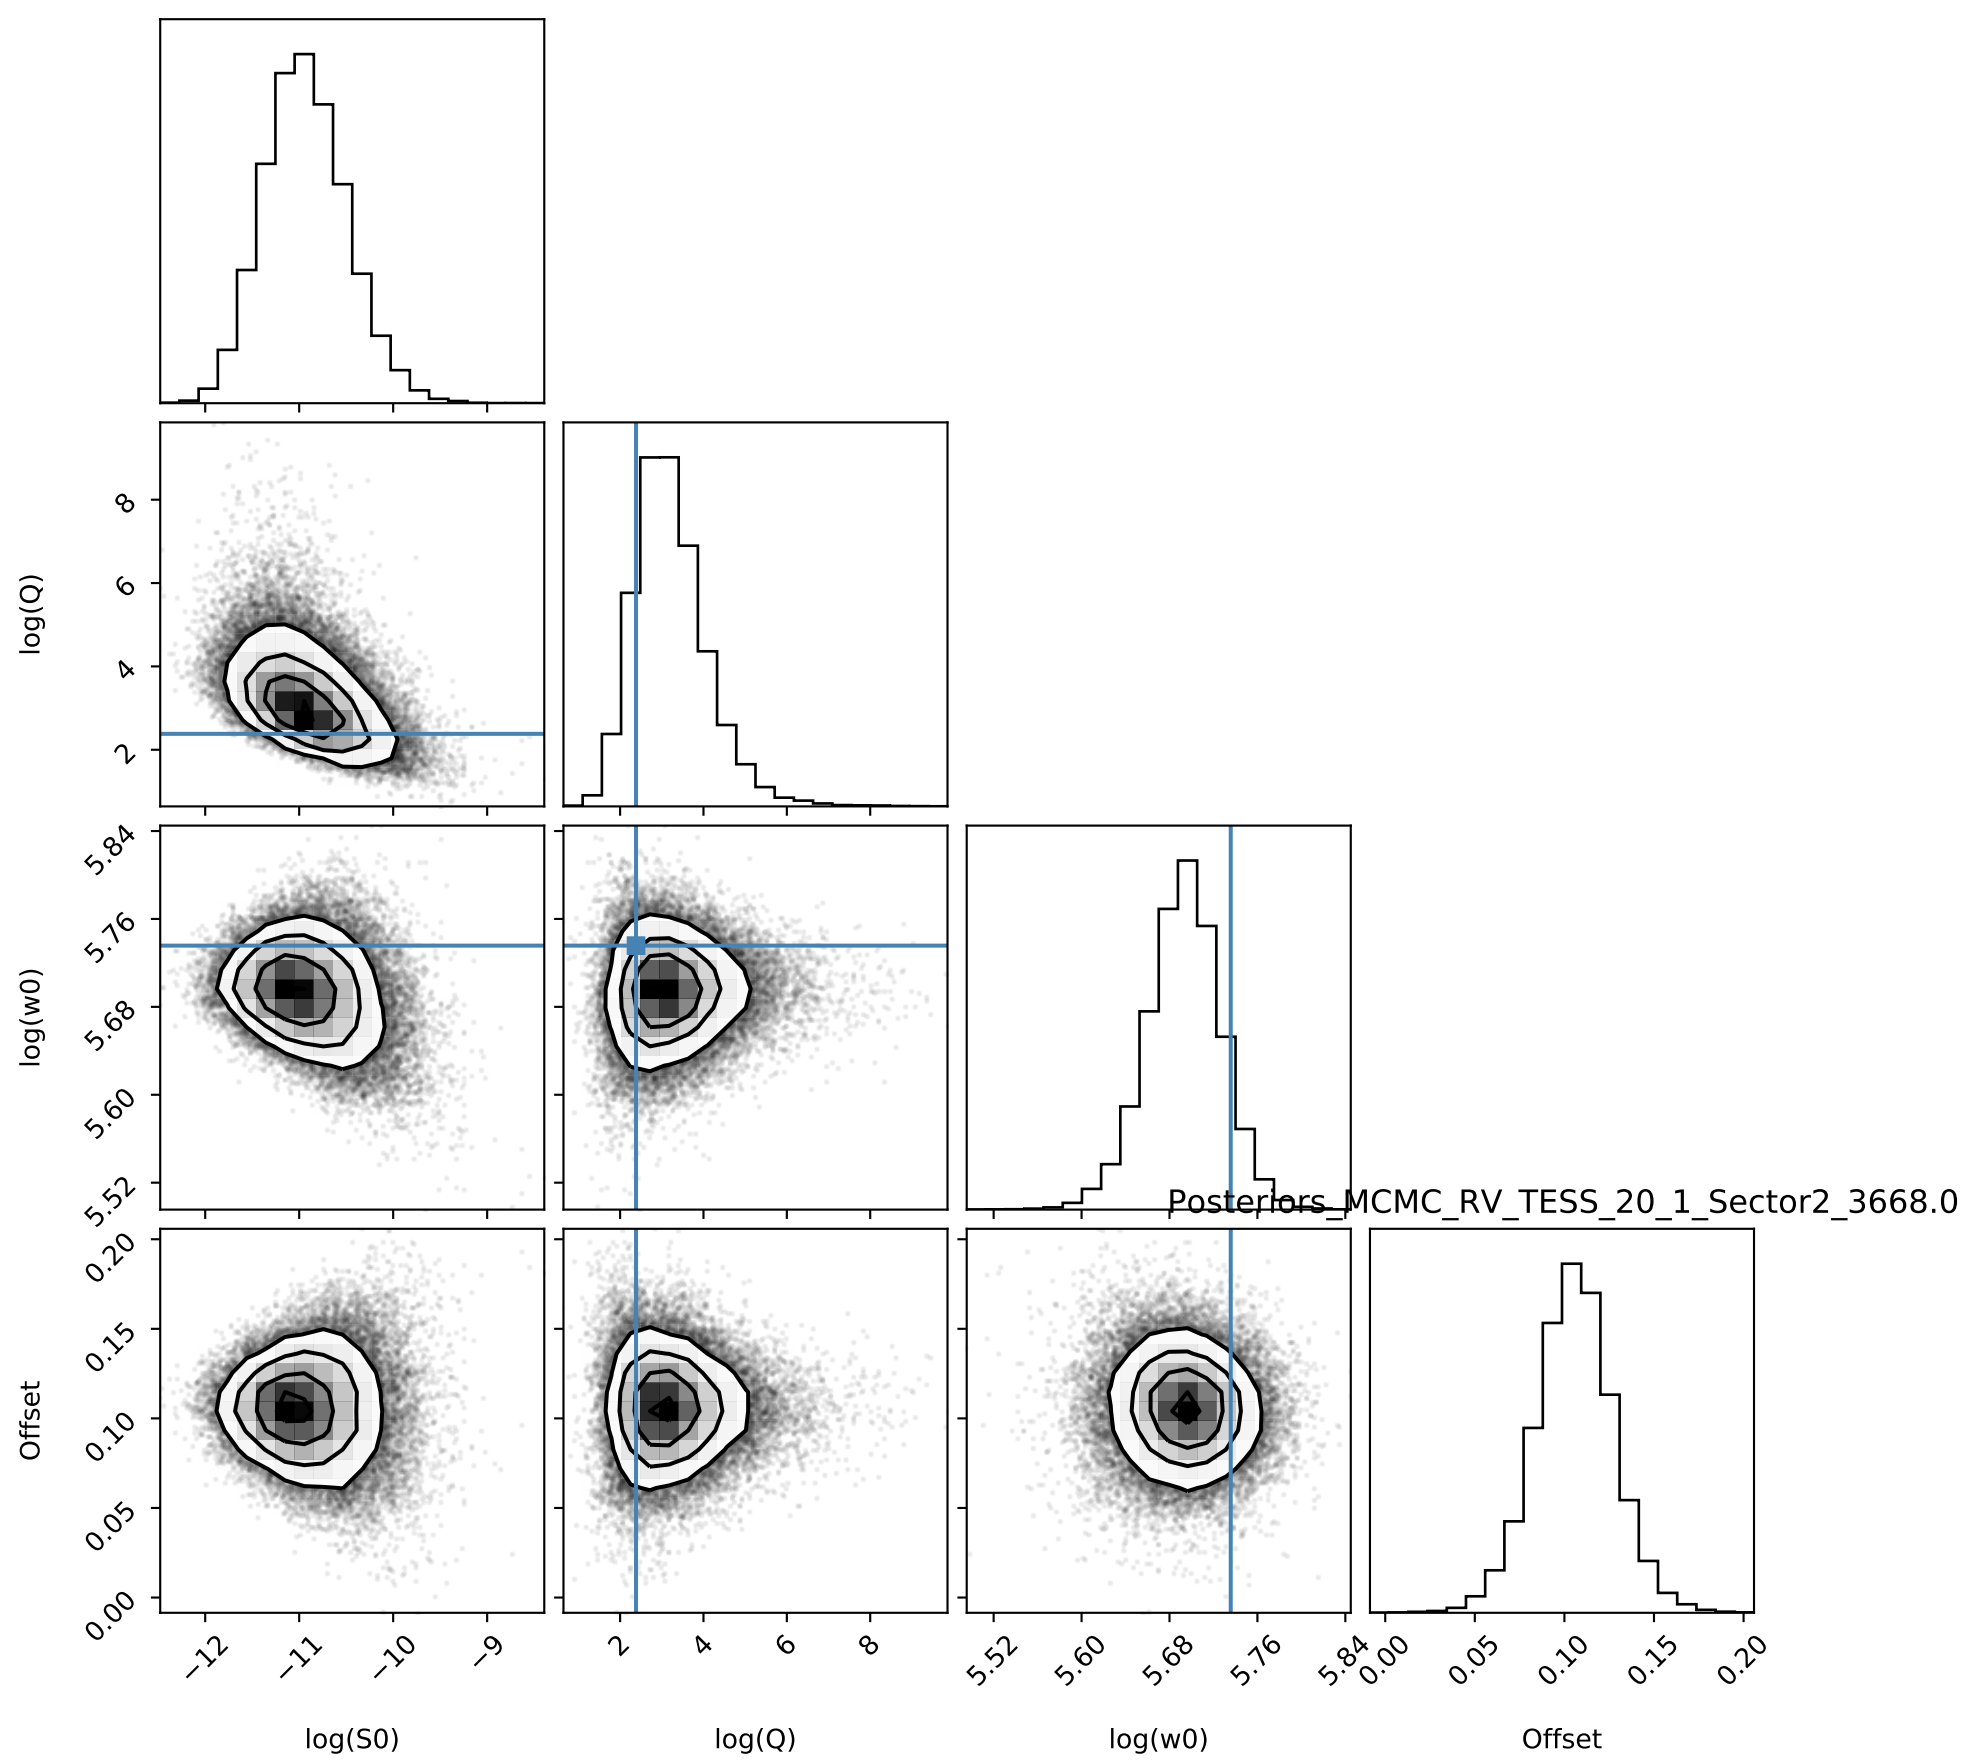 log(Q)
8
6
4
2
log(w0)
5.84
5.76
5.68
5.60
5.52
Posteriors_MCMC_RV_TESS_20_1_Sector2_3668.0
Offset
0.20
0.15
0.10
0.05
0.00
−12 −11 −10 −9 2 4 6 8 5.52 5.60 5.68 5.76 5.84 0.00 0.05 0.10 0.15 0.20
log(S0) log(Q) log(w0) Offset